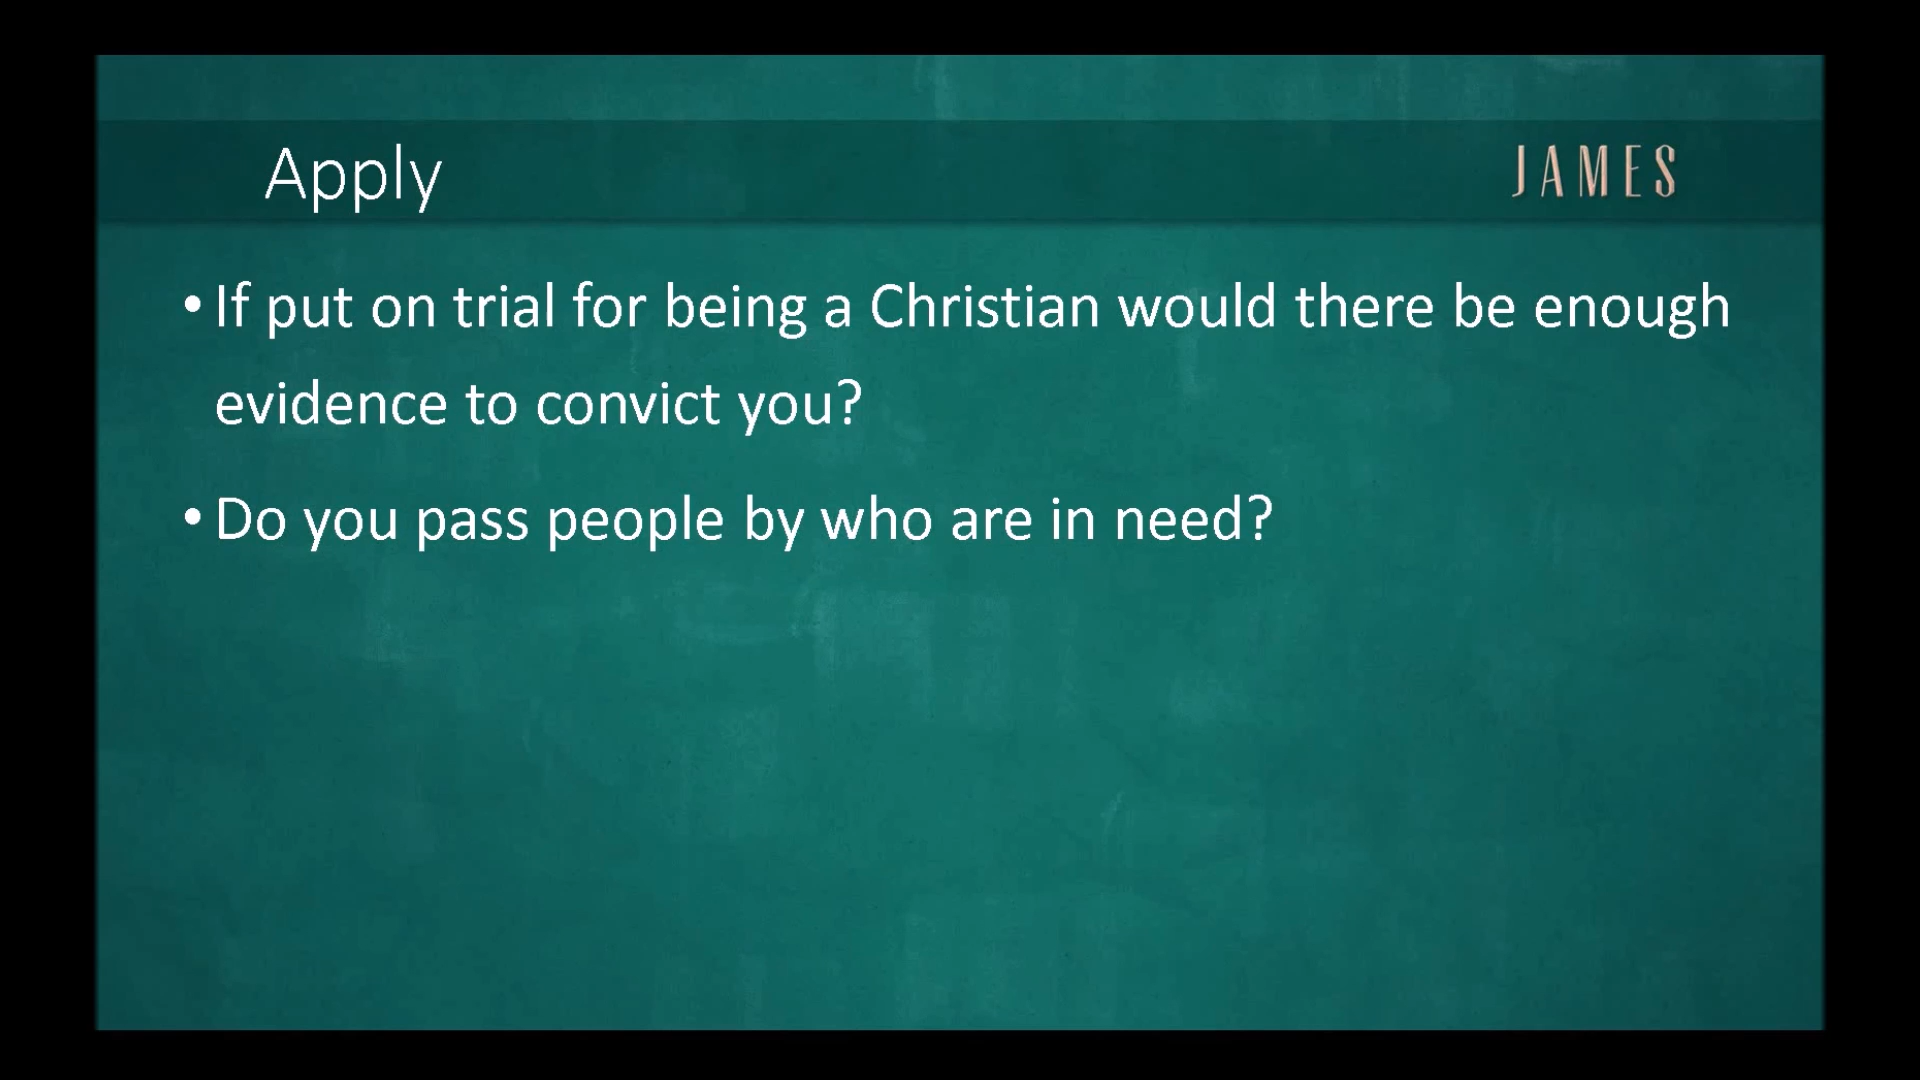 Apply
JAMES
• If put on trial for being a Christian would there be enough
evidence to convict you?
• Do you pass people by who are in need?